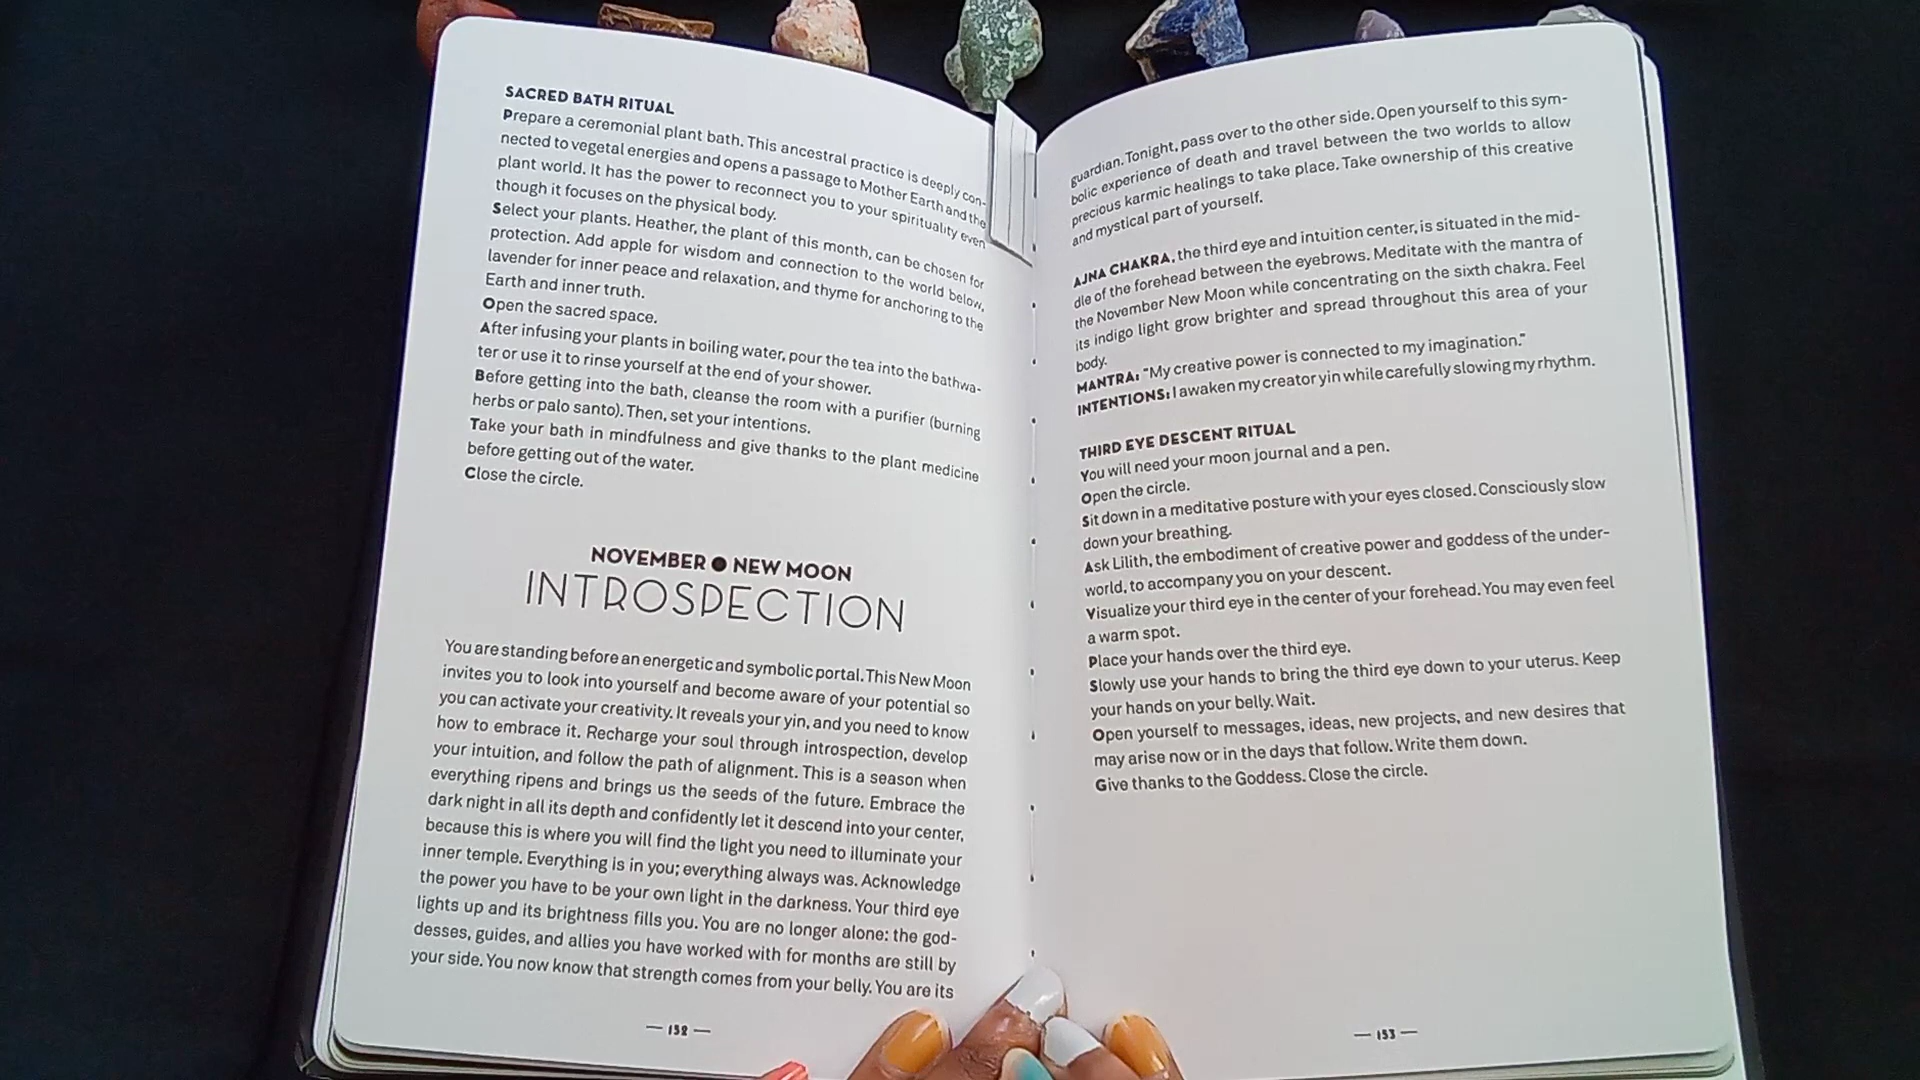 SACRED BATH RITUAL
Prepare a ceremonial plant bath. This ancestral practice is deeply con-
nected to vegetal energies and opens a passage to Mother Earth and the
plant world. It has the power to reconnect you to your spirituality even
though it focuses on the physical body.
Select your plants. Heather, the plant of this month, can be chosen for
protection. Add apple for wisdom and connection to the world below,
lavender for inner peace and relaxation, and thyme for anchoring to the
Earth and inner truth.
Open the sacred space.
After infusing your plants in boiling water, pour the tea into the bathwa-
ter or use it to rinse yourself at the end of your shower.
Before getting into the bath, cleanse the room with a purifier (burning
herbs or palo santo). Then, set your intentions.
Take your bath in mindfulness and give thanks to the plant medicine
before getting out of the water.
Close the circle.
NOVEMBER ● NEW MOON
INTROSPECTION
You are standing before an energetic and symbolic portal. This New Moon
invites you to look into yourself and become aware of your potential so
you can activate your creativity. It reveals your yin, and you need to know
how to embrace it. Recharge your soul through introspection, develop
your intuition, and follow the path of alignment. This is a season when
everything ripens and brings us the seeds of the future. Embrace the
dark night in all its depth and confidently let it descend into your center,
because this is where you will find the light you need to illuminate your
inner temple. Everything is in you; everything always was. Acknowledge
the power you have to be your own light in the darkness. Your third eye
lights up and its brightness fills you. You are no longer alone: the god-
desses, guides, and allies you have worked with for months are still by
your side. You now know that strength comes from your belly. You are its
— 152 —
guardian. Tonight, pass over to the other side. Open yourself to this sym-
bolic experience of death and travel between the two worlds to allow
precious karmic healings to take place. Take ownership of this creative
and mystical part of yourself.
AJNA CHAKRA, the third eye and intuition center, is situated in the mid-
dle of the forehead between the eyebrows. Meditate with the mantra of
the November New Moon while concentrating on the sixth chakra. Feel
its indigo light grow brighter and spread throughout this area of your
body.
MANTRA: "My creative power is connected to my imagination."
INTENTIONS: I awaken my creator yin while carefully slowing my rhythm.
THIRD EYE DESCENT RITUAL
You will need your moon journal and a pen.
Open the circle.
Sit down in a meditative posture with your eyes closed. Consciously slow
down your breathing.
Ask Lilith, the embodiment of creative power and goddess of the under-
world, to accompany you on your descent.
Visualize your third eye in the center of your forehead. You may even feel
a warm spot.
Place your hands over the third eye.
Slowly use your hands to bring the third eye down to your uterus. Keep
your hands on your belly. Wait.
Open yourself to messages, ideas, new projects, and new desires that
may arise now or in the days that follow. Write them down.
Give thanks to the Goddess. Close the circle.
— 153 —